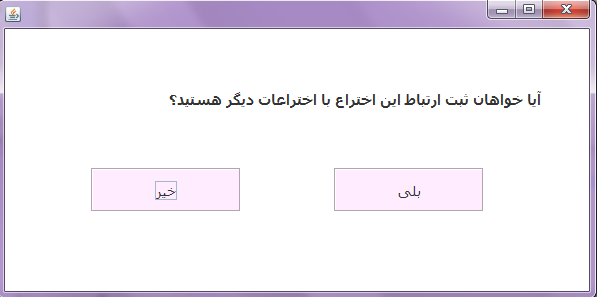 آیا خواهان ثبت ارتباط این اختراع با اختراعات دیگر هستید؟
بلی
خیر